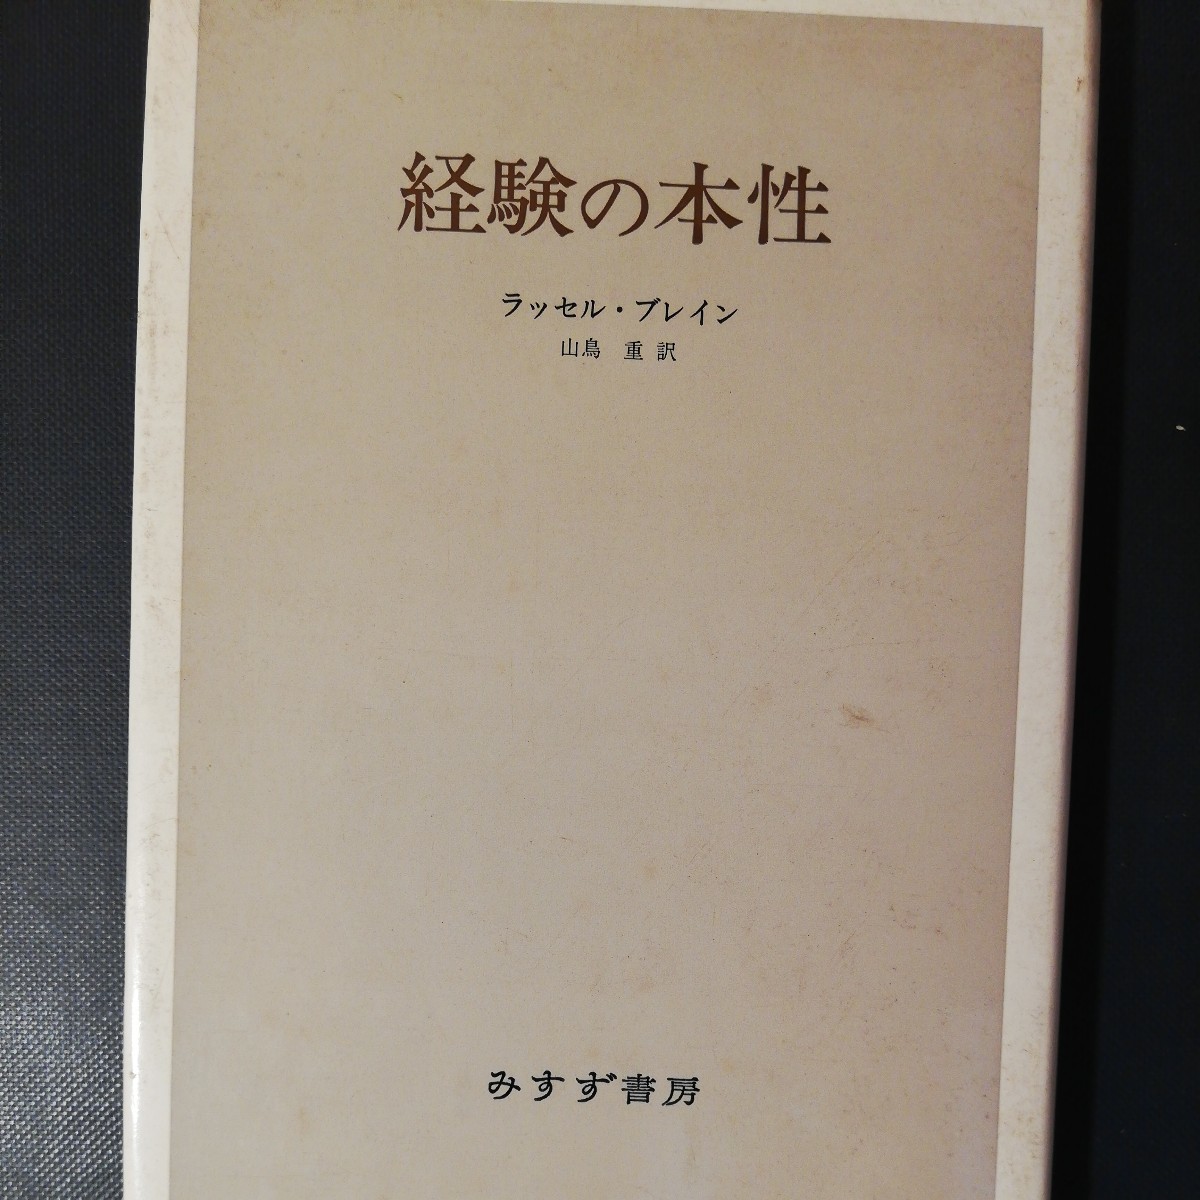 経験の本性
ラッセル・ブレイン
山鳥 重 訳
みすず書房